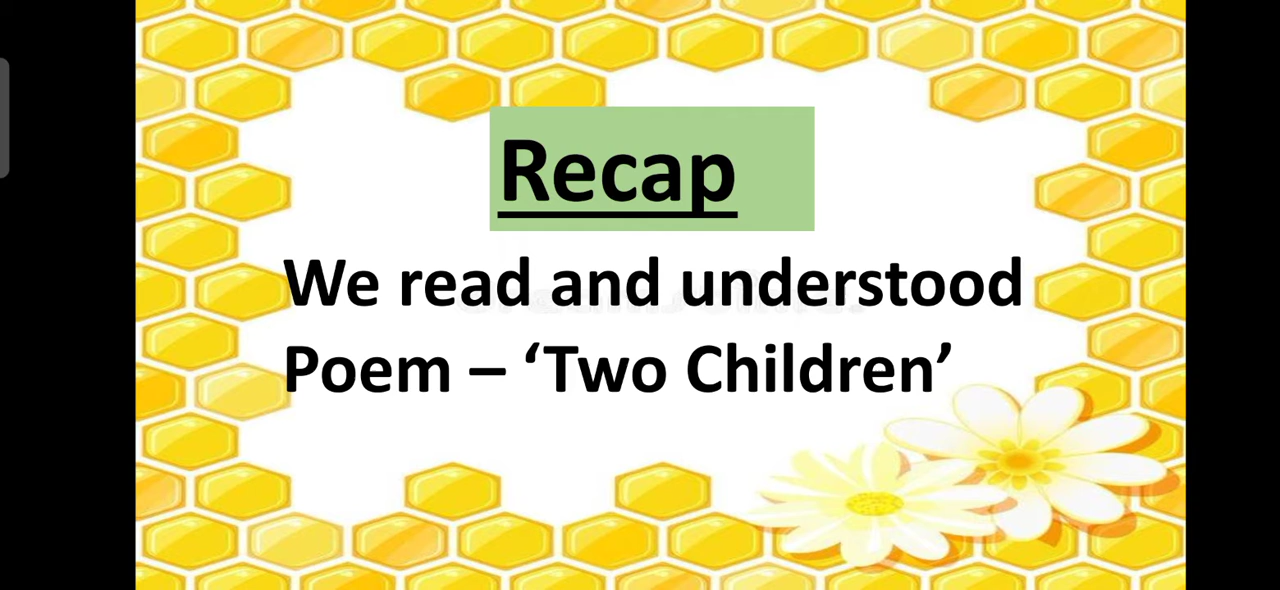 Recap
We read and understood
Poem – ‘Two Children’